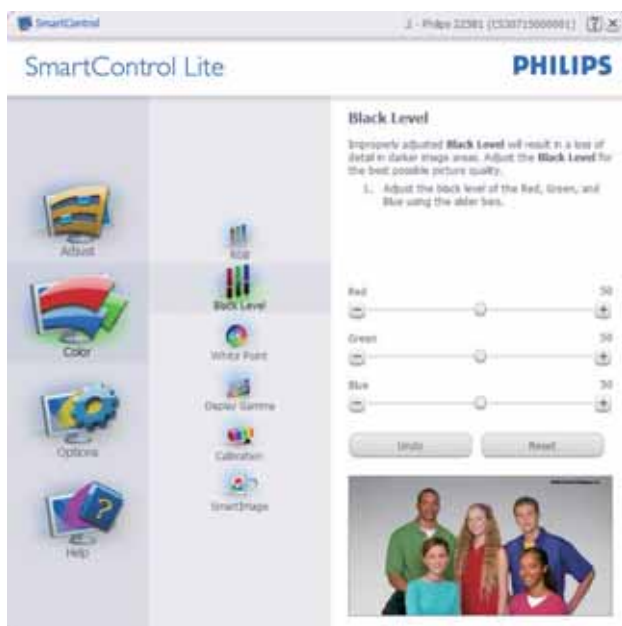 SmartControl
SmartControl Lite
PHILIPS
Black Level
Improperly adjusted Black Level will result in a loss of
detail in darker image areas. Adjust the Black Level for
the best possible picture quality.
1. Adjust the black level of the Red, Green, and
Blue using the slider bars.
Adjust
Color
Options
Help
RGB
Black Level
White Point
Display Gamma
Calibration
SmartImage
Red 50
Green 50
Blue 50
Undo
Reset